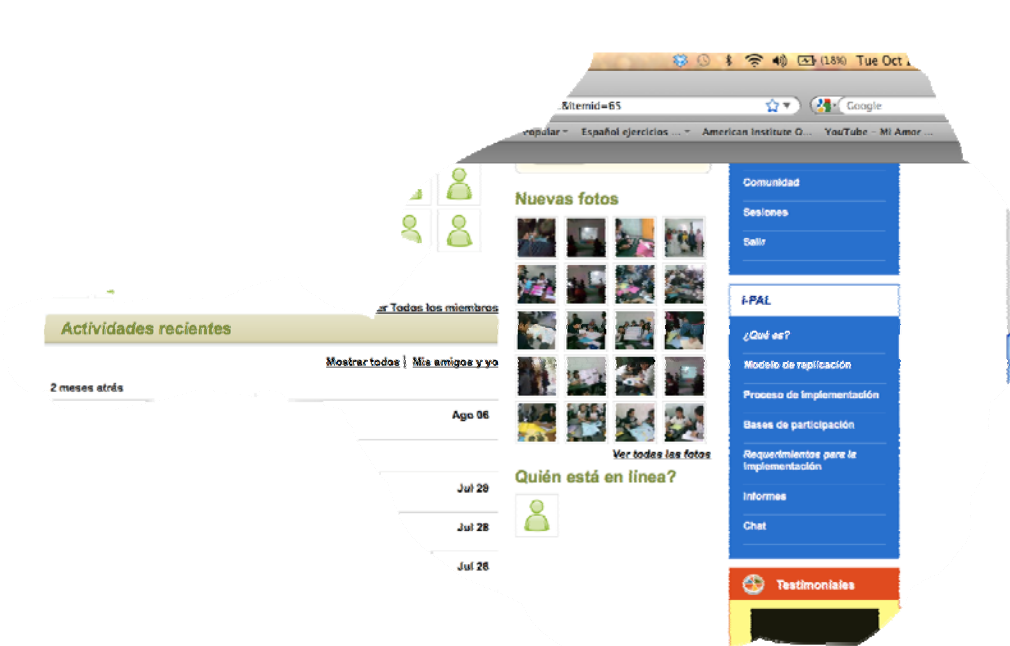 (18%) Tue Oct
&Itemid=65
Google
Popular
Español ejercicios ...
American Institute O...
YouTube - Mi Amor ...
Nuevas fotos
Ver todas las fotos
Quién está en línea?
Todos los miembros
Actividades recientes
Mostrar todos | Mis amigos y yo
2 meses atrás
Ago 06
Jul 29
Jul 28
Jul 26
Comunidad
Sesiones
Salir
i-PAL
¿Qué es?
Modelo de replicación
Proceso de implementación
Bases de participación
Requerimientos para la
implementación
Informes
Chat
Testimoniales